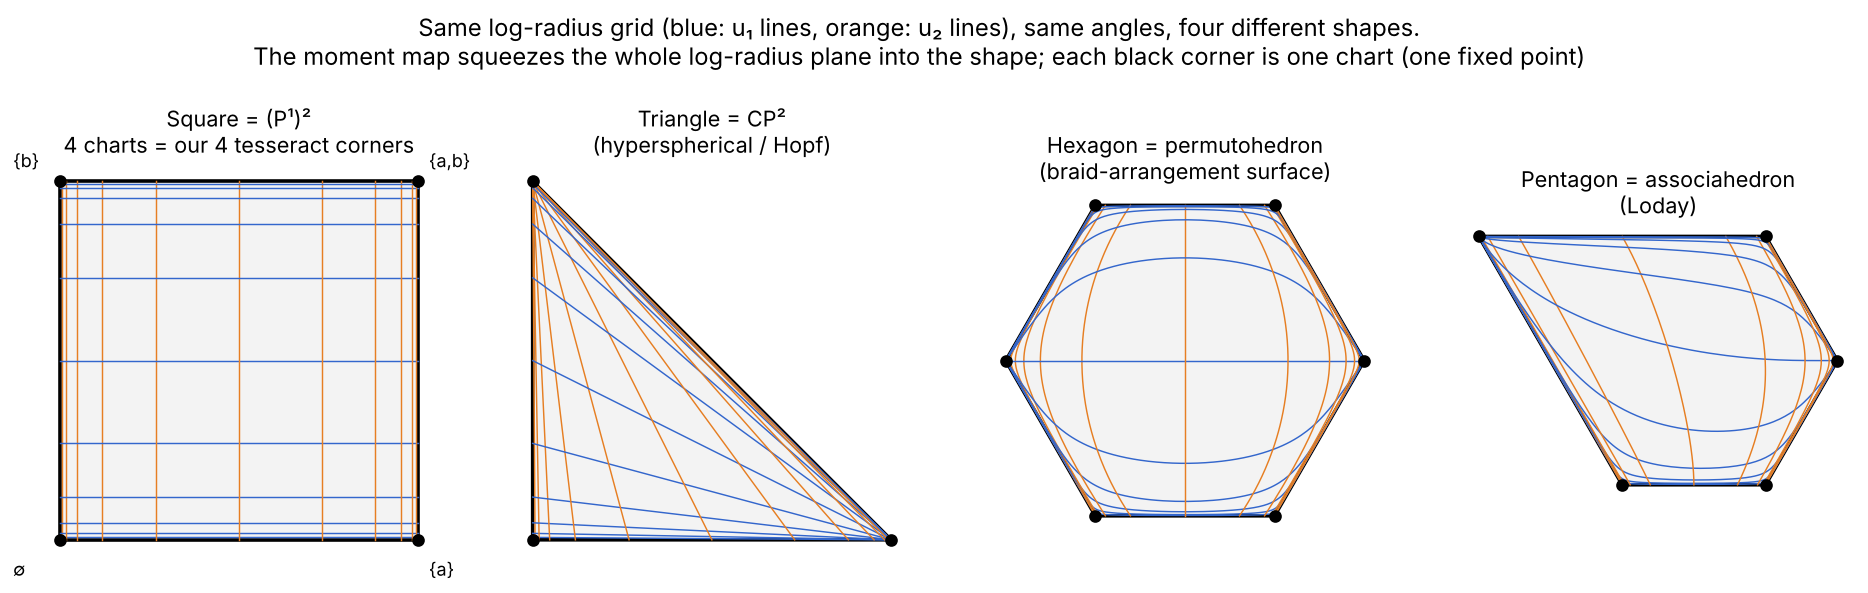 Same log-radius grid (blue: u₁ lines, orange: u₂ lines), same angles, four different shapes.
The moment map squeezes the whole log-radius plane into the shape; each black corner is one chart (one fixed point)
Square = (P¹)²
4 charts = our 4 tesseract corners
{b}
{a,b}
∅
{a}
Triangle = CP²
(hyperspherical / Hopf)
Hexagon = permutohedron
(braid-arrangement surface)
Pentagon = associahedron
(Loday)